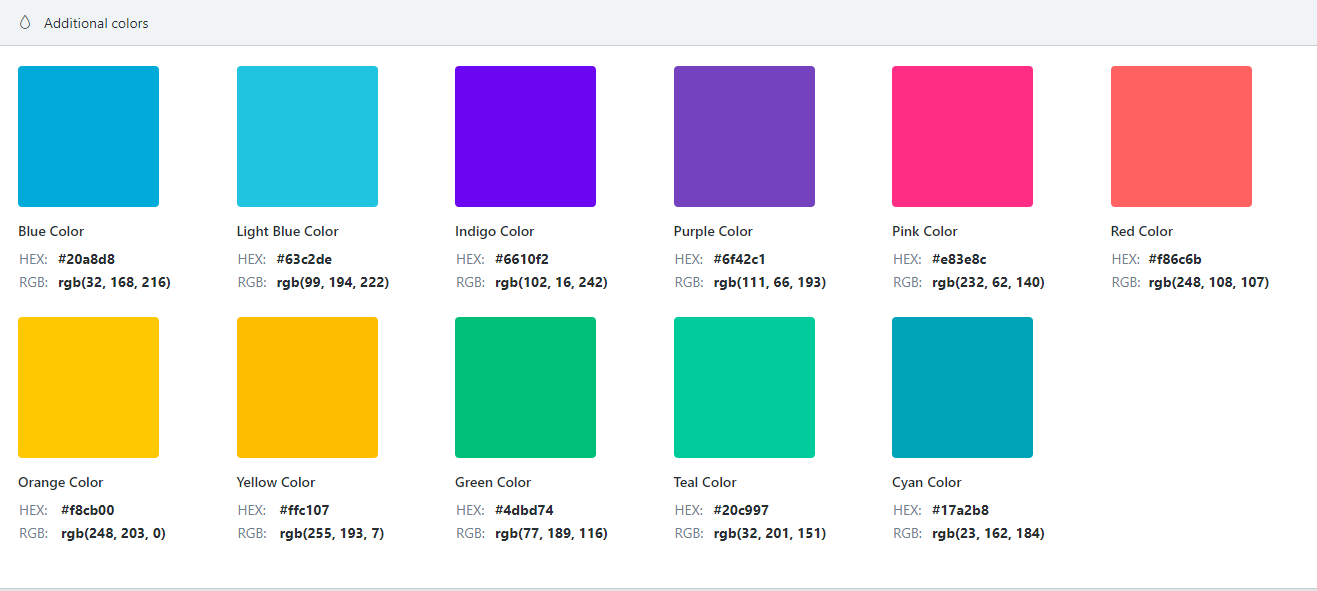 Additional colors
Blue Color
HEX: #20a8d8
RGB: rgb(32, 168, 216)
Light Blue Color
HEX: #63c2de
RGB: rgb(99, 194, 222)
Indigo Color
HEX: #6610f2
RGB: rgb(102, 16, 242)
Purple Color
HEX: #6f42c1
RGB: rgb(111, 66, 193)
Pink Color
HEX: #e83e8c
RGB: rgb(232, 62, 140)
Red Color
HEX: #f86c6b
RGB: rgb(248, 108, 107)
Orange Color
HEX: #f8cb00
RGB: rgb(248, 203, 0)
Yellow Color
HEX: #ffc107
RGB: rgb(255, 193, 7)
Green Color
HEX: #4dbd74
RGB: rgb(77, 189, 116)
Teal Color
HEX: #20c997
RGB: rgb(32, 201, 151)
Cyan Color
HEX: #17a2b8
RGB: rgb(23, 162, 184)